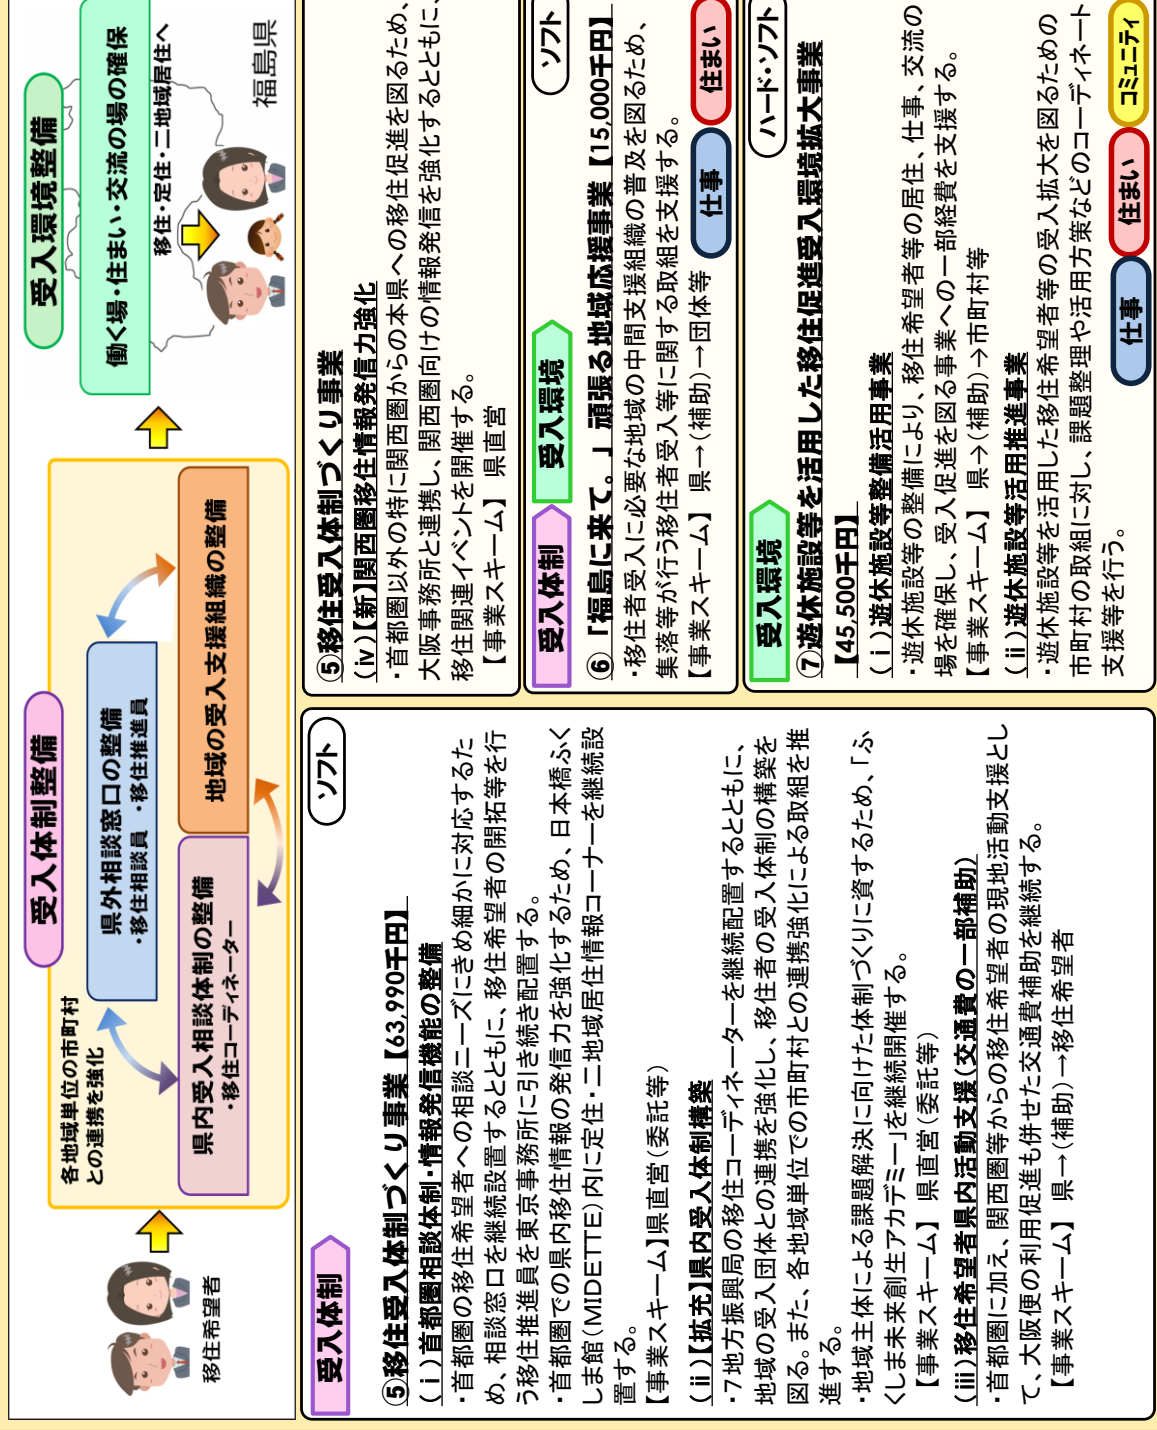 移住希望者
各地域単位の市町村
との連携を強化
受入体制整備
県外相談窓口の整備
・移住相談員　・移住推進員
県内受入相談体制の整備
・移住コーディネーター
地域の受入支援組織の整備
受入環境整備
働く場・住まい・交流の場の確保
移住・定住・二地域居住へ
福島県
受入体制
ソフト
⑤移住受入体制づくり事業【63,990千円】
（ⅰ）首都圏相談体制・情報発信機能の整備
・首都圏の移住希望者への相談ニーズにきめ細かに対応するた
め、相談窓口を継続設置するとともに、移住希望者の開拓等を行
う移住推進員を東京事務所に引き続き配置する。
・首都圏での県内移住情報の発信力を強化するため、日本橋ふく
しま館（MIDETTE）内に定住・二地域居住情報コーナーを継続設
置する。
【事業スキーム】県直営（委託等）
（ⅱ）【拡充】県内受入体制構築
・７地方振興局の移住コーディネーターを継続配置するとともに、
地域の受入団体との連携を強化し、移住者の受入体制の構築を
図る。また、各地域単位での市町村との連携強化による取組を推
進する。
・地域主体による課題解決に向けた体制づくりに資するため、「ふ
くしま未来創生アカデミー」を継続開催する。
【事業スキーム】 県直営（委託等）
（ⅲ）移住希望者県内活動支援（交通費の一部補助）
・首都圏に加え、関西圏等からの移住希望者の現地活動支援とし
て、大阪便の利用促進も併せた交通費補助を継続する。
【事業スキーム】 県→（補助）→移住希望者
⑤移住受入体制づくり事業
（ⅳ）【新】関西圏移住情報発信力強化
・首都圏以外の特に関西圏からの本県への移住促進を図るため、
大阪事務所と連携し、関西圏向けの情報発信を強化するとともに、
移住関連イベントを開催する。
【事業スキーム】 県直営
受入体制
受入環境
ソフト
⑥「福島に来て。」頑張る地域応援事業【15,000千円】
・移住者受入に必要な地域の中間支援組織の普及を図るため、
集落等が行う移住者受入等に関する取組を支援する。
【事業スキーム】 県→（補助）→団体等
仕事
住まい
受入環境
ハード・ソフト
⑦遊休施設等を活用した移住促進受入環境拡大事業
【45,500千円】
（ⅰ）遊休施設等整備活用事業
・遊休施設等の整備により、移住希望者等の居住、仕事、交流の
場を確保し、受入促進を図る事業への一部経費を支援する。
【事業スキーム】 県→（補助）→市町村等
（ⅱ）遊休施設等活用推進事業
・遊休施設等を活用した移住希望者等の受入拡大を図るための
市町村の取組に対し、課題整理や活用方策などのコーディネート
支援等を行う。
仕事
住まい
コミュニティ